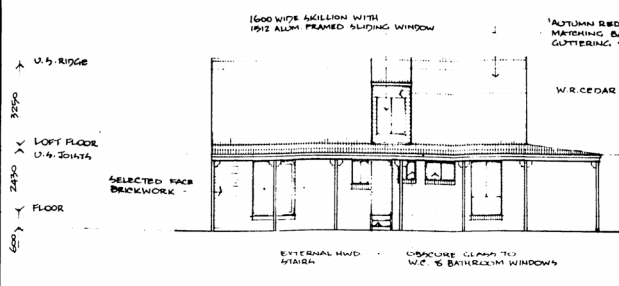 1600 WIDE SKILLION WITH
1512 ALUM. FRAMED SLIDING WINDOW
'AUTUMN RED
MATCHING
GUTTERING
U.S. RIDGE
W.R. CEDAR
3250
LOFT FLOOR
U.S. JOISTS
2430
SELECTED FACE
BRICKWORK
FLOOR
600
EXTERNAL HWD
STAIRS
OBSCURE GLASS TO
W.C. & BATHROOM WINDOWS